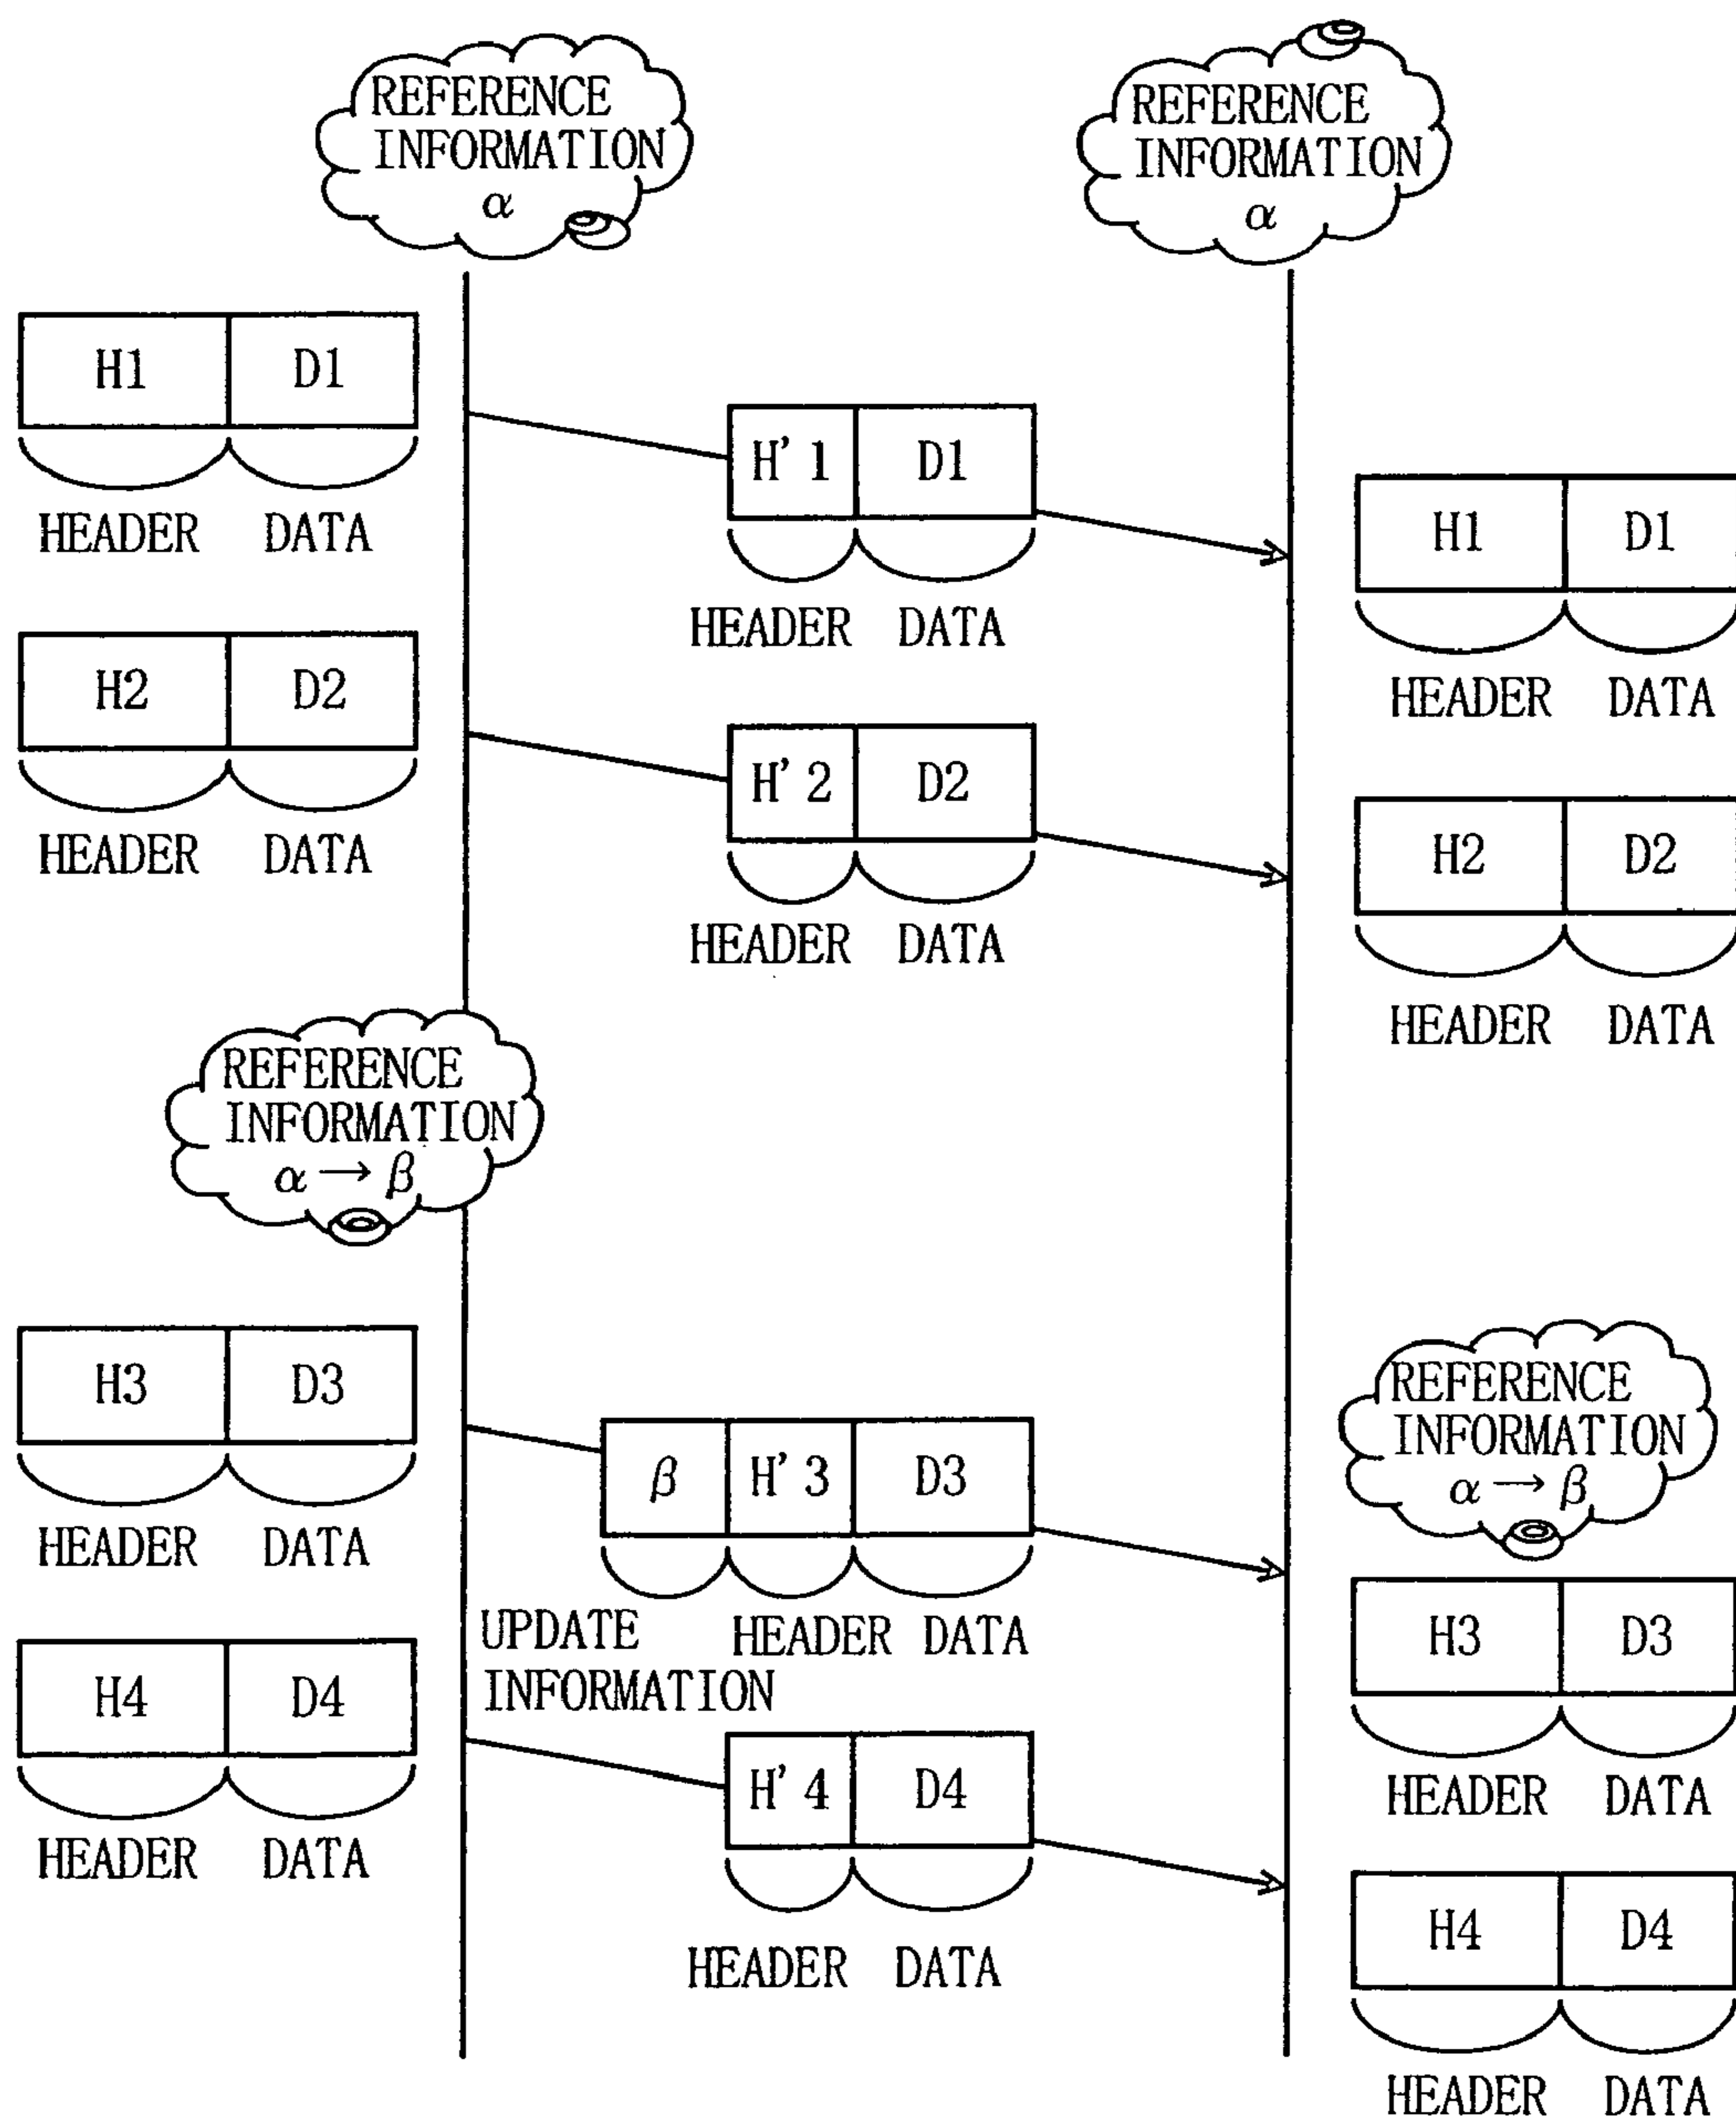 REFERENCE
INFORMATION
α
REFERENCE
INFORMATION
α
H1 D1
HEADER DATA
H'1 D1
HEADER DATA
H1 D1
HEADER DATA
H2 D2
HEADER DATA
H'2 D2
HEADER DATA
H2 D2
HEADER DATA
REFERENCE
INFORMATION
α → β
H3 D3
HEADER DATA
β H'3 D3
UPDATE
INFORMATION
HEADER DATA
REFERENCE
INFORMATION
α → β
H3 D3
HEADER DATA
H4 D4
HEADER DATA
H'4 D4
HEADER DATA
H4 D4
HEADER DATA